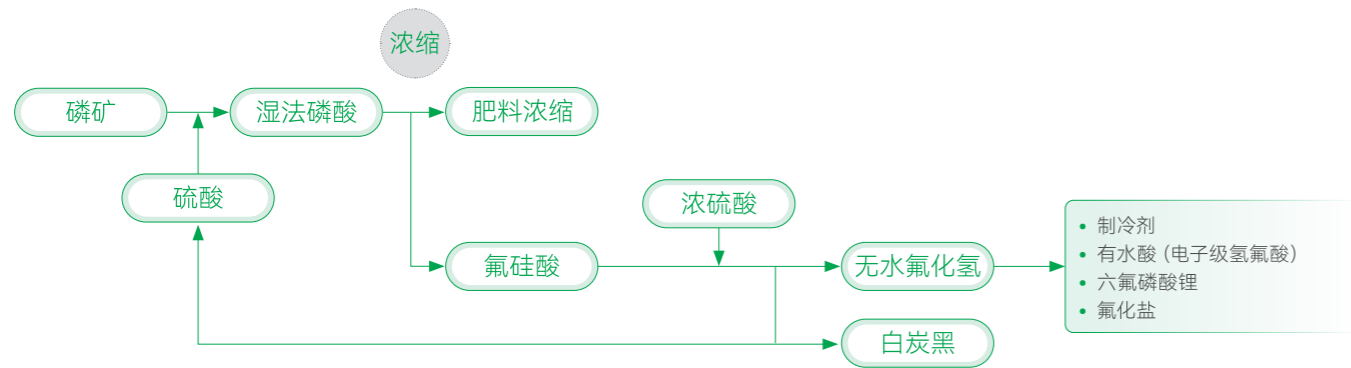 浓缩
磷矿
湿法磷酸
肥料浓缩
硫酸
浓硫酸
氟硅酸
无水氟化氢
白炭黑
• 制冷剂
• 有水酸 (电子级氢氟酸)
• 六氟磷酸锂
• 氟化盐